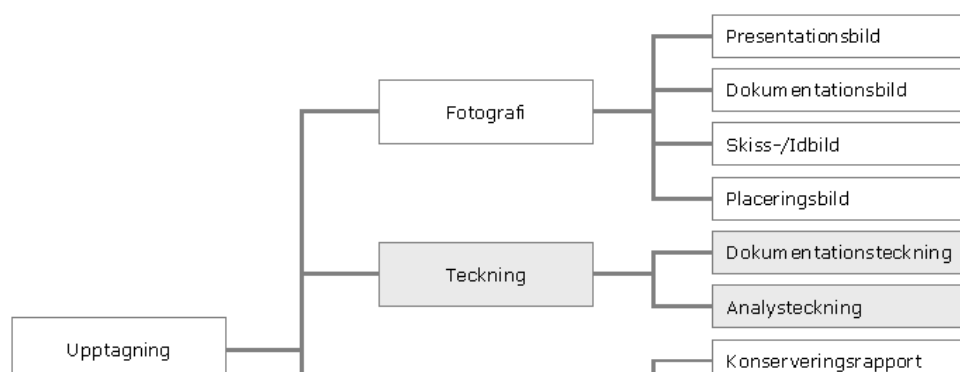 Presentationsbild
Dokumentationsbild
Fotografi
Skiss-/Idbild
Placeringsbild
Dokumentationsteckning
Teckning
Analysteckning
Upptagning
Konserveringsrapport